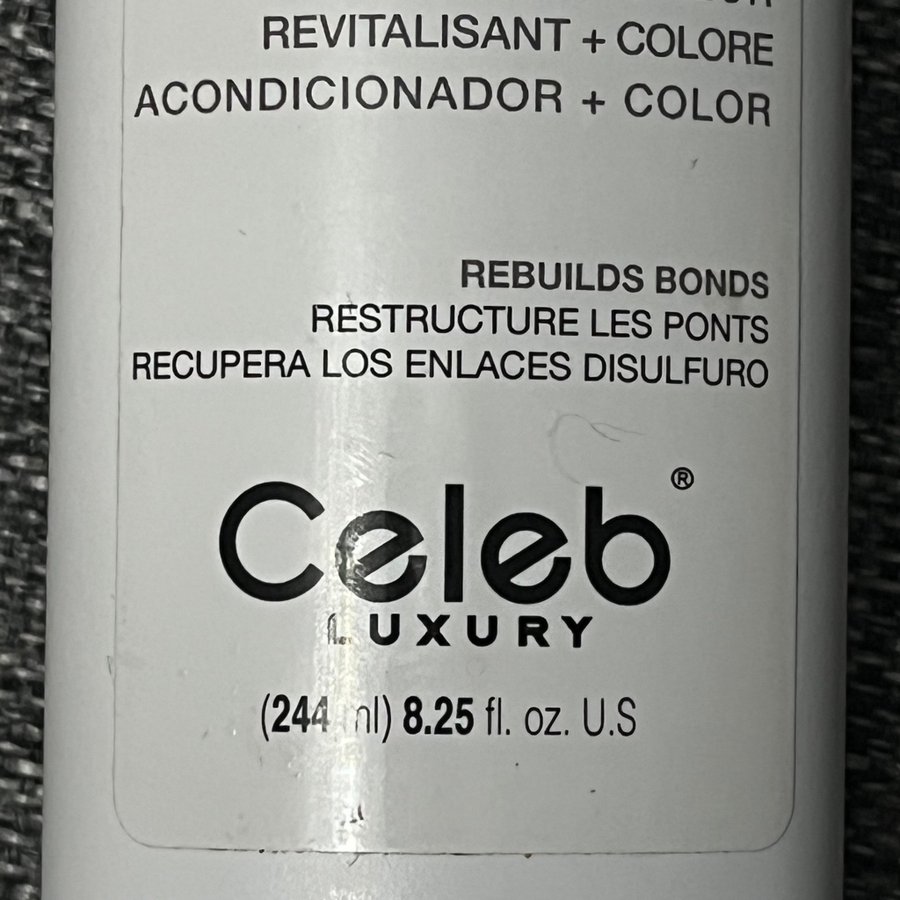 REVITALISANT + COLORE
ACONDICIONADOR + COLOR
REBUILDS BONDS
RESTRUCTURE LES PONTS
RECUPERA LOS ENLACES DISULFURO
Celeb®
LUXURY
(244 ml) 8.25 fl. oz. U.S